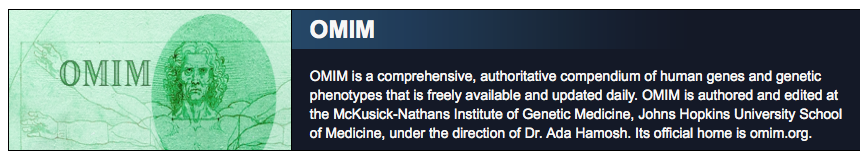 OMIM
OMIM
OMIM is a comprehensive, authoritative compendium of human genes and genetic
phenotypes that is freely available and updated daily. OMIM is authored and edited at
the McKusick-Nathans Institute of Genetic Medicine, Johns Hopkins University School
of Medicine, under the direction of Dr. Ada Hamosh. Its official home is omim.org.